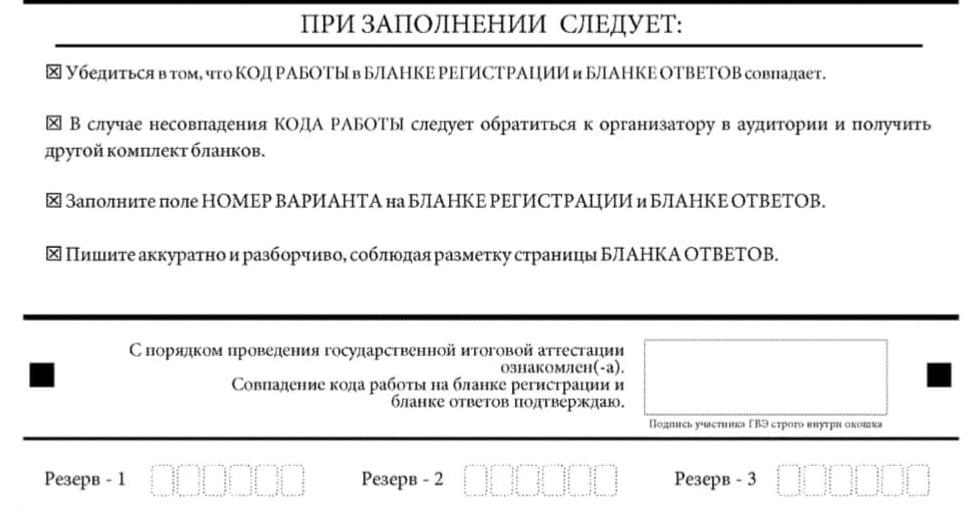 ПРИ ЗАПОЛНЕНИИ СЛЕДУЕТ:
☒ Убедиться в том, что КОД РАБОТЫ в БЛАНКЕ РЕГИСТРАЦИИ и БЛАНКЕ ОТВЕТОВ совпадает.
☒ В случае несовпадения КОДА РАБОТЫ следует обратиться к организатору в аудитории и получить
другой комплект бланков.
☒ Заполните поле НОМЕР ВАРИАНТА на БЛАНКЕ РЕГИСТРАЦИИ и БЛАНКЕ ОТВЕТОВ.
☒ Пишите аккуратно и разборчиво, соблюдая разметку страницы БЛАНКА ОТВЕТОВ.
С порядком проведения государственной итоговой аттестации
ознакомлен(-а).
Совпадение кода работы на бланке регистрации и
бланке ответов подтверждаю.
Подпись участника ГВЭ строго внутри окошка
Резерв - 1 Резерв - 2 Резерв - 3